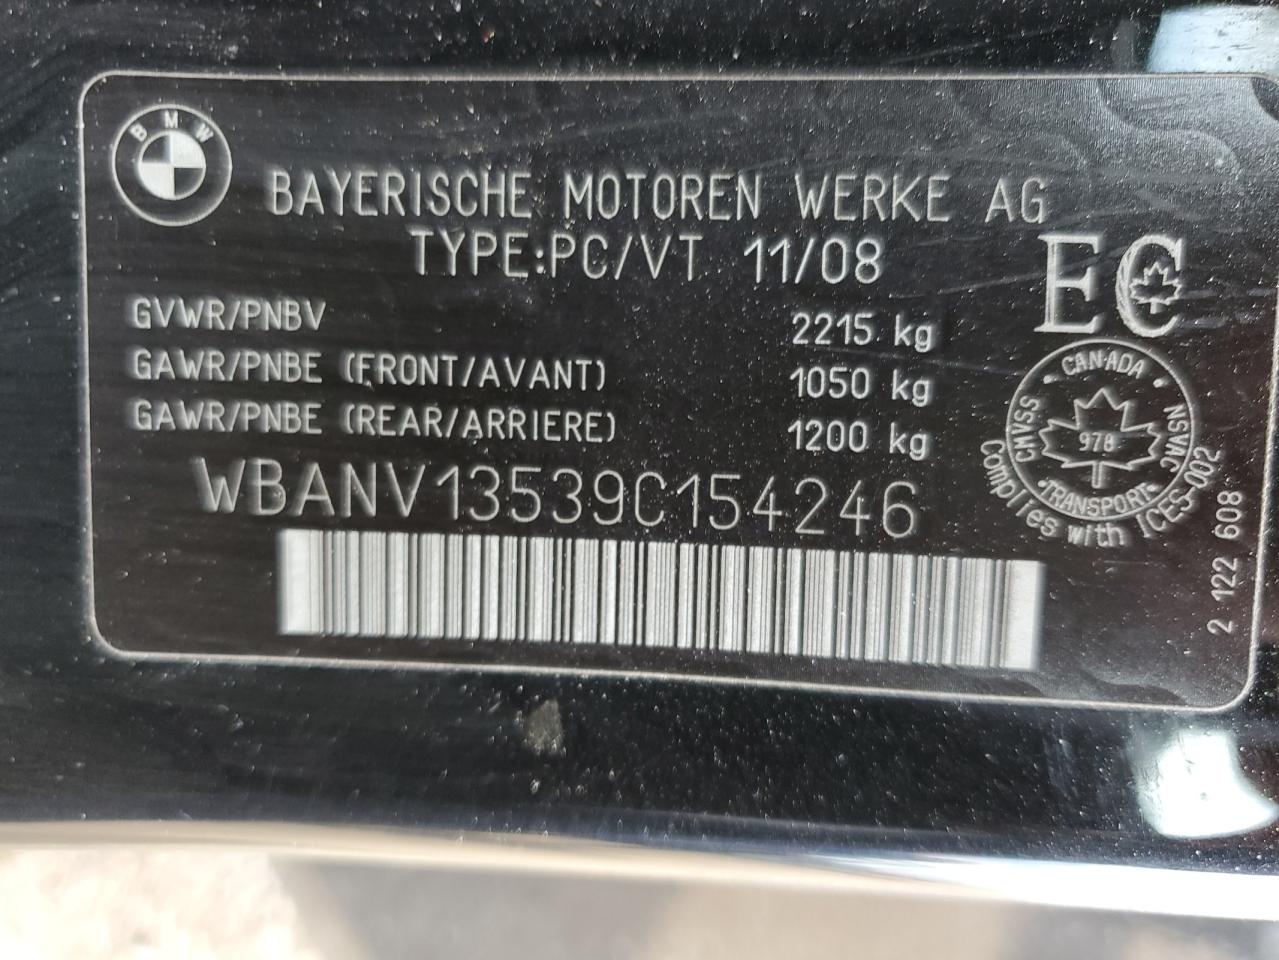 BMW
BAYERISCHE MOTOREN WERKE AG
TYPE:PC/VT 11/08
EC
GVWR/PNBV 2215 kg
GAWR/PNBE (FRONT/AVANT) 1050 kg
GAWR/PNBE (REAR/ARRIERE) 1200 kg
WBANV13539C154246
CANADA
CMVSS
NSVAC
978
TRANSPORT
Complies with ICES-002
2 122 608